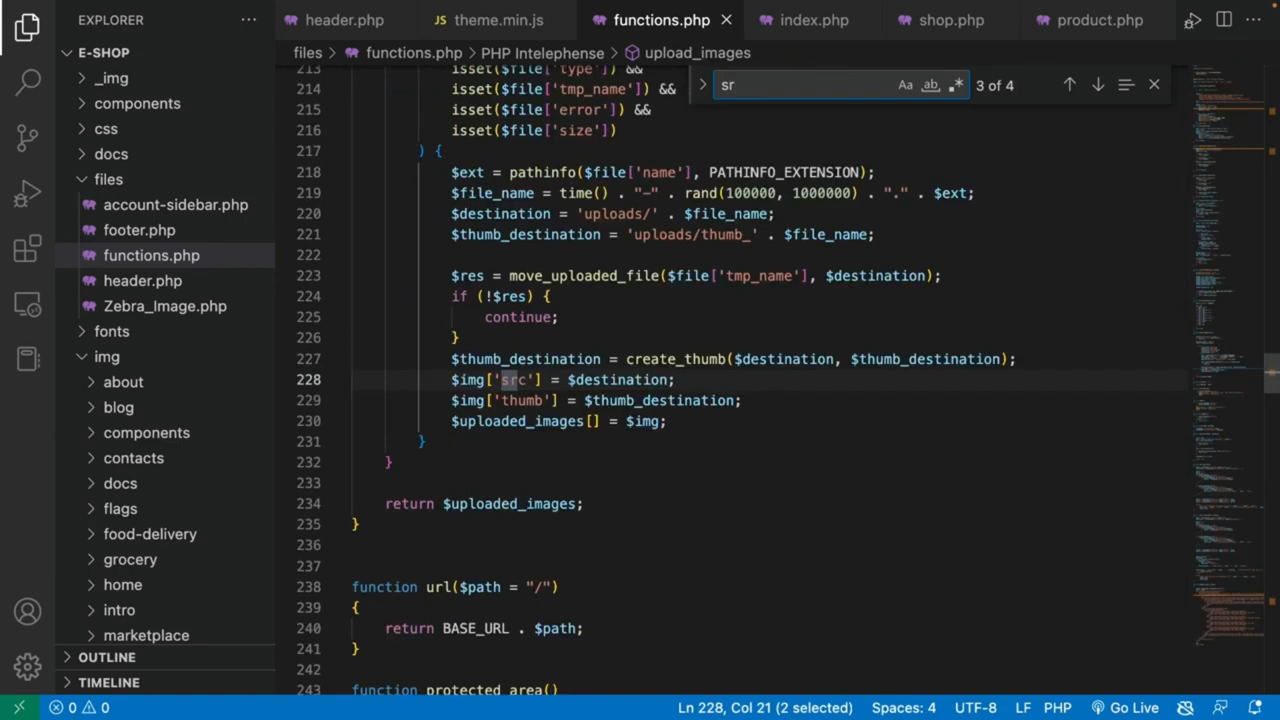 EXPLORER
header.php
theme.min.js
functions.php
index.php
shop.php
product.php
files > functions.php > PHP Intelephense > upload_images
sr
Aa ab .* 3 of 4
E-SHOP
_img
components
css
docs
files
account-sidebar.php
footer.php
functions.php
header.php
Zebra_Image.php
fonts
img
about
blog
components
contacts
docs
flags
food-delivery
grocery
home
intro
marketplace
OUTLINE
TIMELINE
213 isset($file['type']) &&
214 isset($file['tmp_name']) &&
215 isset($file['error']) &&
216 isset($file['size'])
217 ) {
218 $ext = pathinfo($file['name'], PATHINFO_EXTENSION);
219 $file_name = time() . "-" . rand(100000, 1000000) . "." . $ext;
220 $destination = 'uploads/' . $file_name;
221 $thumb_destination = 'uploads/thumb_' . $file_name;
222
223 $res = move_uploaded_file($file['tmp_name'], $destination);
224 if (!$res) {
225 continue;
226 }
227 $thumb_destination = create_thumb($destination, $thumb_destination);
228 $img['src'] = $destination;
229 $img['thumb'] = $thumb_destination;
230 $uploaded_images[] = $img;
231 }
232 }
233
234 return $uploaded_images;
235 }
236
237
238 function url($path = "/")
239 {
240 return BASE_URL . $path;
241 }
242
243 function protected_area()
0 0
Ln 228, Col 21 (2 selected) Spaces: 4 UTF-8 LF PHP Go Live